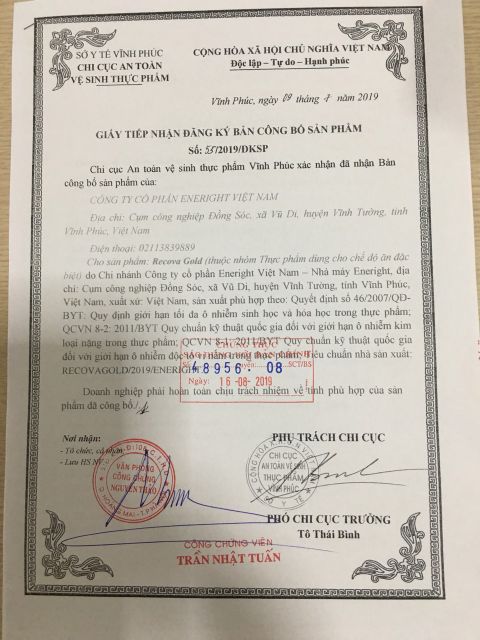 SỞ Y TẾ VĨNH PHÚC
CHI CỤC AN TOÀN
VỆ SINH THỰC PHẨM
CỘNG HÒA XÃ HỘI CHỦ NGHĨA VIỆT NAM
Độc lập – Tự do – Hạnh phúc
Vĩnh Phúc, ngày 09 tháng 7 năm 2019
GIẤY TIẾP NHẬN ĐĂNG KÝ BẢN CÔNG BỐ SẢN PHẨM
Số: /2019/ĐKSP
Chi cục An toàn vệ sinh thực phẩm Vĩnh Phúc xác nhận đã nhận Bản
công bố sản phẩm của:
CÔNG TY CỔ PHẦN ENERIGHT VIỆT NAM
Địa chỉ: Cụm công nghiệp Đồng Sóc, xã Vũ Di, huyện Vĩnh Tường, tỉnh
Vĩnh Phúc, Việt Nam
Điện thoại: 02113839889
Cho sản phẩm: Recova Gold (thuộc nhóm Thực phẩm dùng cho chế độ ăn đặc
biệt) do Chi nhánh Công ty cổ phần Eneright Việt Nam – Nhà máy Eneright, địa
chỉ: Cụm công nghiệp Đồng Sóc, xã Vũ Di, huyện Vĩnh Tường, tỉnh Vĩnh Phúc,
Việt Nam, xuất xứ: Việt Nam, sản xuất phù hợp theo: Quyết định số 46/2007/QĐ-
BYT. Quy định giới hạn tối đa ô nhiễm sinh học và hóa học trong thực phẩm;
QCVN 8-2: 2011/BYT Quy chuẩn kỹ thuật quốc gia đối với giới hạn ô nhiễm kim
loại nặng trong thực phẩm; QCVN 8-1: 2011/BYT Quy chuẩn kỹ thuật quốc gia
đối với giới hạn ô nhiễm độc tố vi nấm trong thực phẩm; Tiêu chuẩn nhà sản xuất:
RECOVAGOLD/2019/ENERIGHT
CHỨNG THỰC
SAO ĐÚNG VỚI BẢN CHÍNH
48956. 08
SCT/BS
Ngày: 16-08-2019
Doanh nghiệp phải hoàn toàn chịu trách nhiệm về tính phù hợp của sản
phẩm đã công bố./.
Nơi nhận:
- Tổ chức, cá nhân;
- Lưu HS NV.
PHỤ TRÁCH CHI CỤC
VĂN PHÒNG
CÔNG CHỨNG
NGUYỄN THẢO
CHI CỤC
AN TOÀN VỆ SINH
THỰC PHẨM
VĨNH PHÚC
PHÓ CHI CỤC TRƯỞNG
Tô Thái Bình
CÔNG CHỨNG VIÊN
TRẦN NHẬT TUẤN